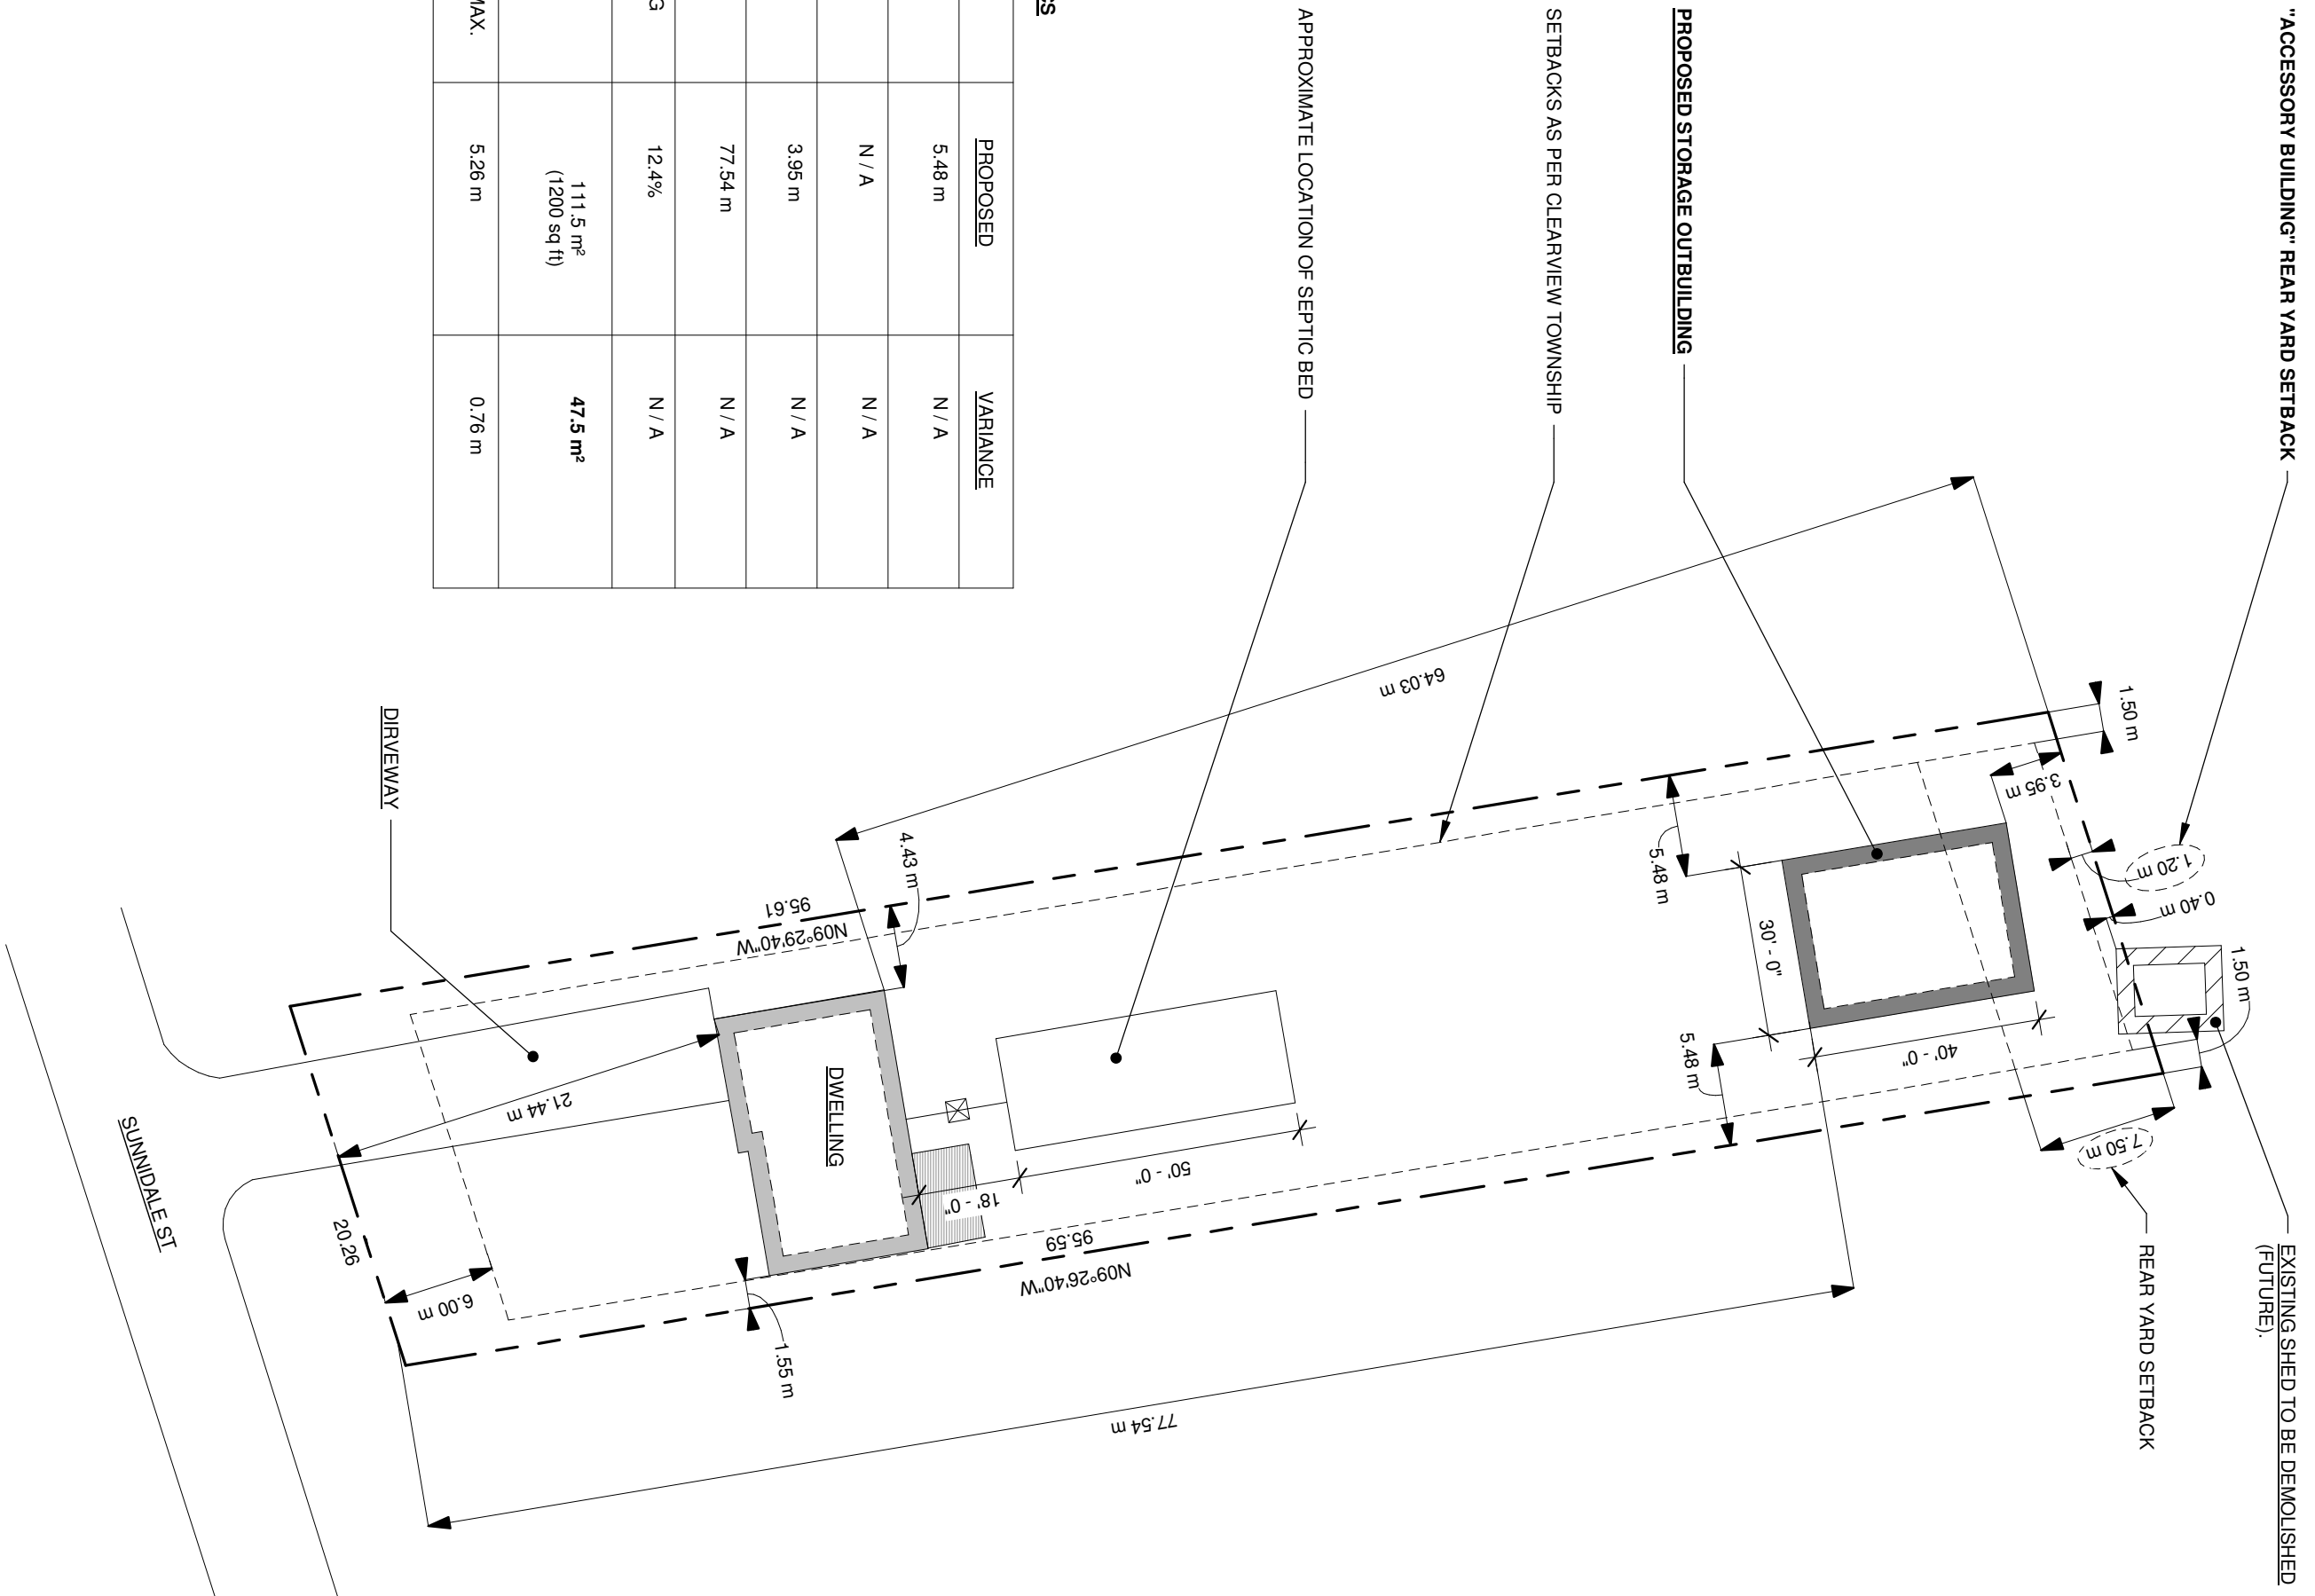 "ACCESSORY BUILDING" REAR YARD SETBACK
PROPOSED STORAGE OUTBUILDING
SETBACKS AS PER CLEARVIEW TOWNSHIP
APPROXIMATE LOCATION OF SEPTIC BED
EXISTING SHED TO BE DEMOLISHED
(FUTURE).
REAR YARD SETBACK
1.50 m
3.95 m
1.20 m
0.40 m
1.50 m
7.50 m
64.03 m
5.48 m
30' - 0"
40' - 0"
5.48 m
4.43 m
95.61
N09°29'40"W
50' - 0"
18' - 0"
95.59
N09°26'40"W
DWELLING
DIRVEWAY
21.44 m
1.55 m
77.54 m
6.00 m
20.26
SUNNIDALE ST
PROPOSED VARIANCE
5.48 m N / A
N / A N / A
3.95 m N / A
77.54 m N / A
G 12.4% N / A
111.5 m² 47.5 m²
(1200 sq ft)
MAX. 5.26 m 0.76 m